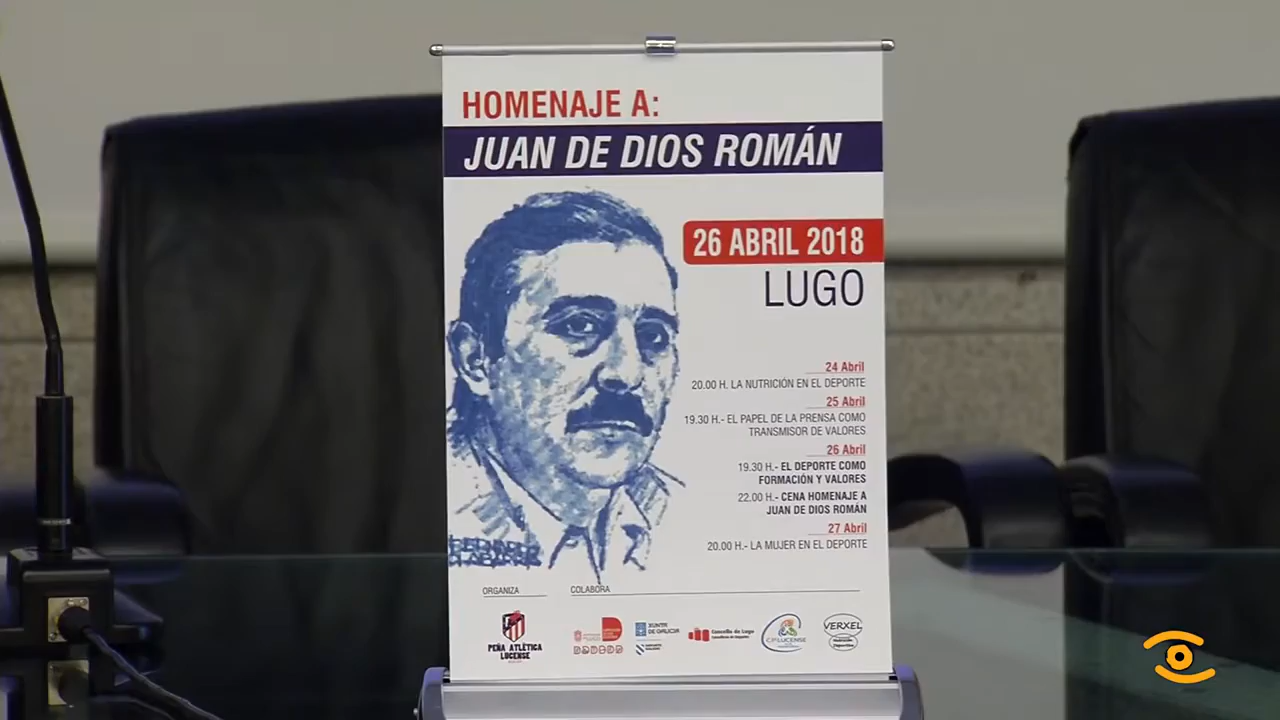 HOMENAJE A:
JUAN DE DIOS ROMÁN
26 ABRIL 2018
LUGO
24 Abril
20.00 H. LA NUTRICIÓN EN EL DEPORTE
25 Abril
19.30 H.- EL PAPEL DE LA PRENSA COMO
TRANSMISOR DE VALORES
26 Abril
19.30 H.- EL DEPORTE COMO
FORMACIÓN Y VALORES
22.00 H.- CENA HOMENAJE A
JUAN DE DIOS ROMÁN
27 Abril
20.00 H.- LA MUJER EN EL DEPORTE
ORGANIZA
COLABORA
PEÑA ATLÉTICA
LUCENSE
XUNTA
DE GALICIA
Concello de Lugo
VERXEL